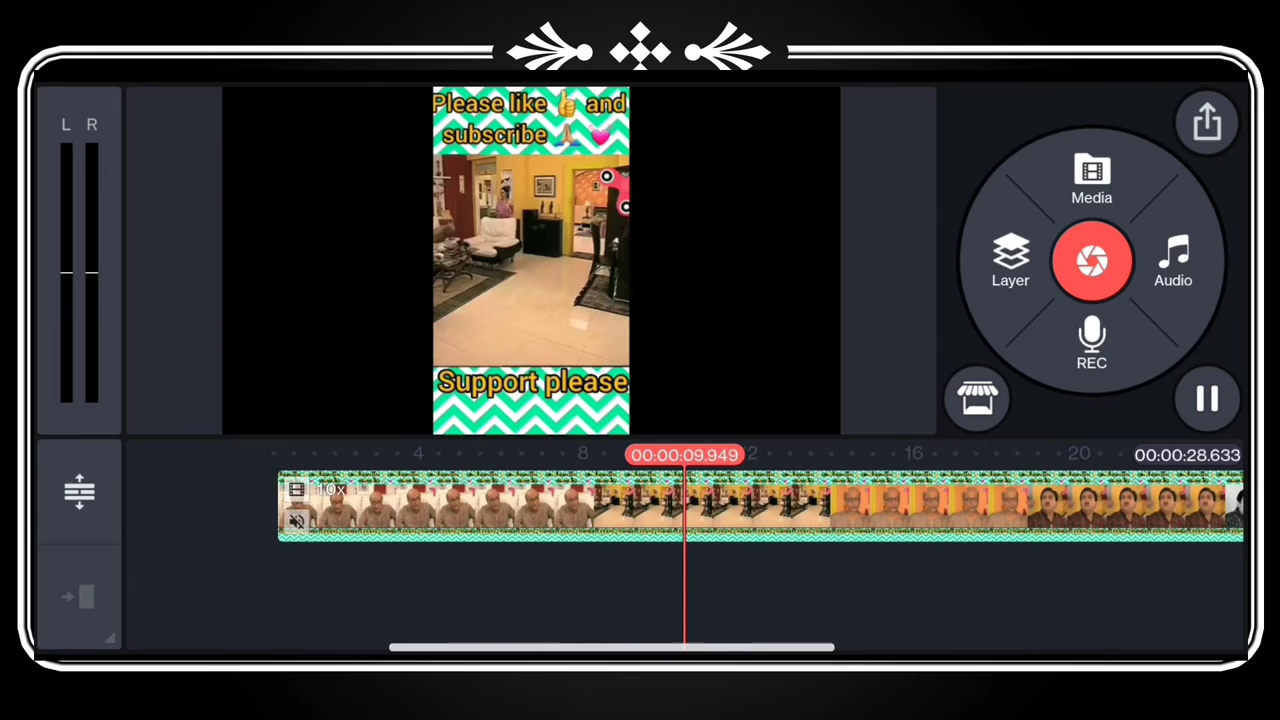 Please like 👍 and
subscribe 🙏 💓
Support please
L R
Media
Layer
Audio
REC
4 8 00:00:09.949 2 16 20 00:00:28.633
1.0x